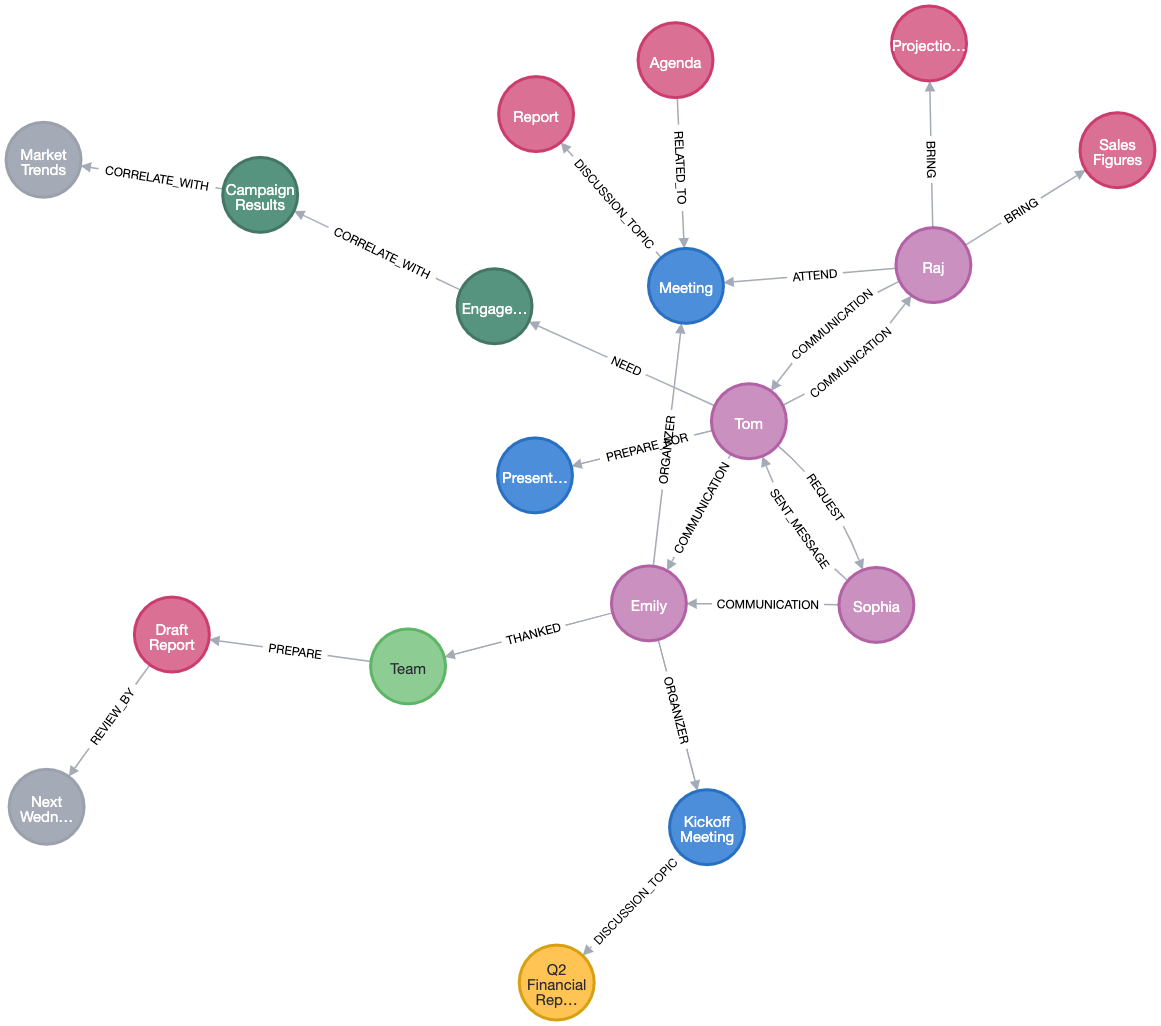 Projectio…
Agenda
Report
Sales
Figures
Market
Trends
CORRELATE_WITH
Campaign
Results
DISCUSSION_TOPIC
RELATED_TO
BRING
BRING
CORRELATE_WITH
Meeting
ATTEND
Raj
Engage…
COMMUNICATION
COMMUNICATION
NEED
Tom
PREPARE_FOR
ORGANIZER
Present…
COMMUNICATION
REQUEST
SENT_MESSAGE
Emily
COMMUNICATION
Sophia
Draft
Report
PREPARE
Team
THANKED
REVIEW_BY
ORGANIZER
Next
Wedn…
Kickoff
Meeting
DISCUSSION_TOPIC
Q2
Financial
Rep…